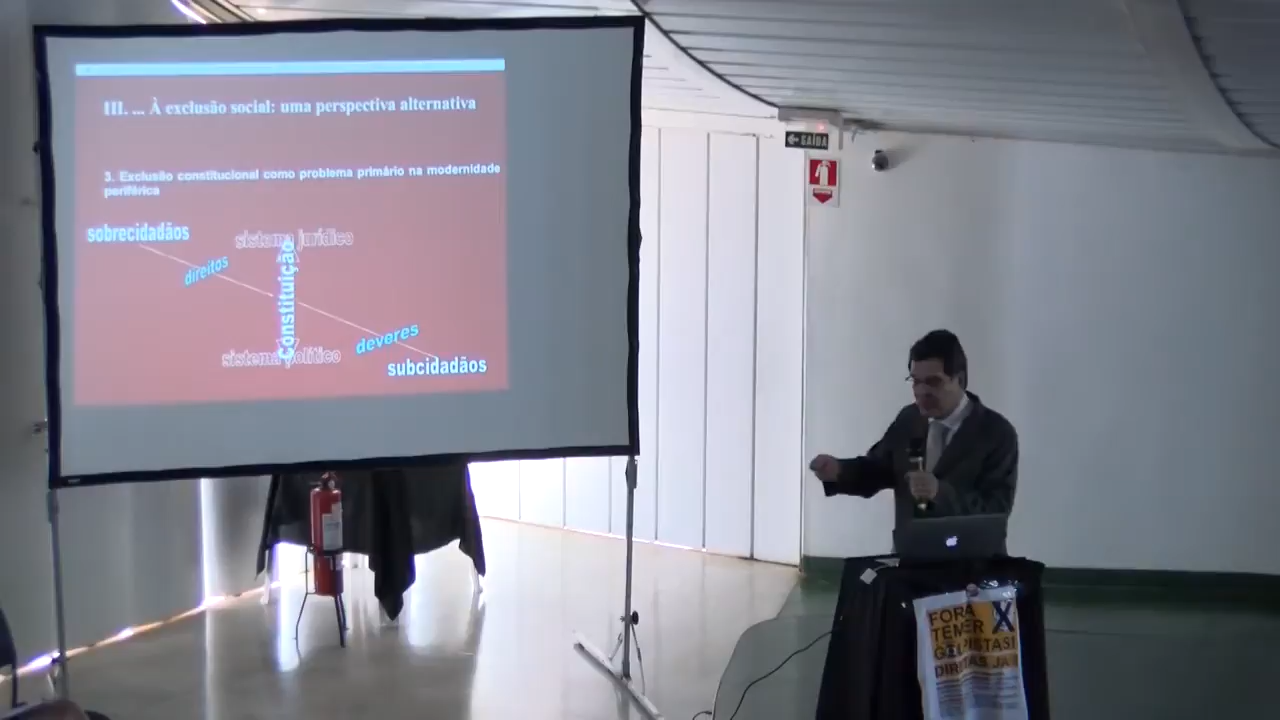 III. ... À exclusão social: uma perspectiva alternativa
3. Exclusão constitucional como problema primário na modernidade
periférica
sobrecidadãos
sistema jurídico
direitos
constituição
deveres
sistema político
subcidadãos
SAÍDA
FORA
TEMER
GOLPISTAS!
DIRETAS JÁ